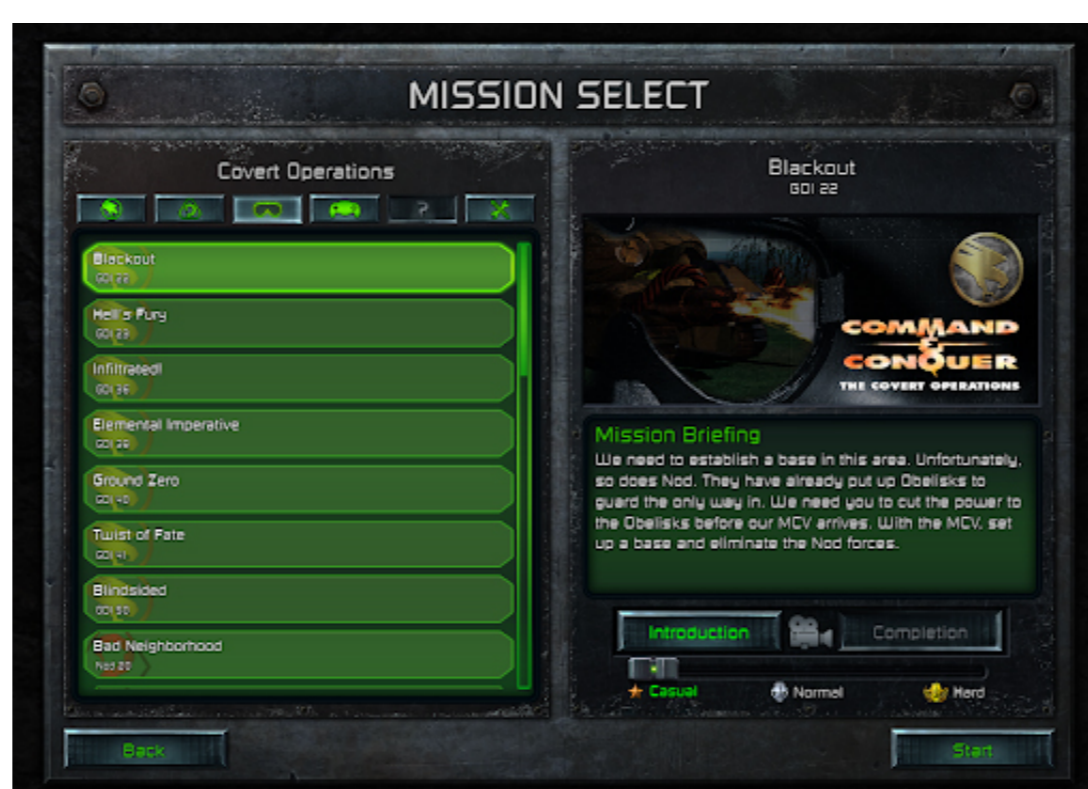 MISSION SELECT
Covert Operations
?
Blackout
GDI 22
Hell's Fury
GDI 23
Infiltrated!
GDI 36
Elemental Imperative
Ground Zero
GDI 40
Twist of Fate
GDI 41
Blindsided
GDI 50
Bad Neighborhood
Nod 20
Blackout
GDI 22
COMMAND
&
CONQUER
THE COVERT OPERATIONS
Mission Briefing
We need to establish a base in this area. Unfortunately,
so does Nod. They have already put up Obelisks to
guard the only way in. We need you to cut the power to
the Obelisks before our MCV arrives. With the MCV, set
up a base and eliminate the Nod forces.
Introduction
Completion
Casual
Normal
Hard
Back
Start